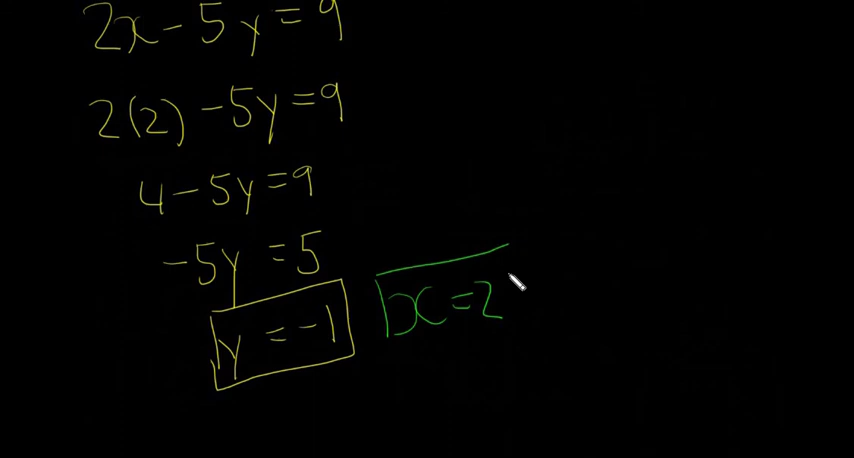 2x - 5y = 9
2(2) - 5y = 9
4 - 5y = 9
-5y = 5
y = -1
x = 2